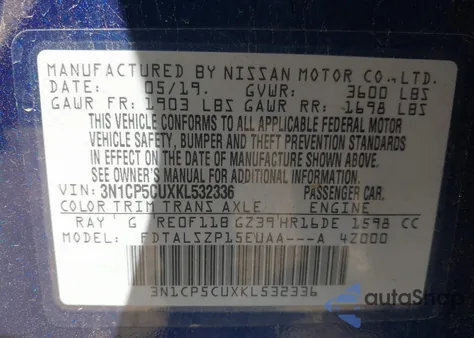 MANUFACTURED BY NISSAN MOTOR CO., LTD.
DATE: 05/19. GVWR: 3600 LBS
GAWR FR: 1903 LBS GAWR RR: 1698 LBS
THIS VEHICLE CONFORMS TO ALL APPLICABLE FEDERAL MOTOR
VEHICLE SAFETY, BUMPER AND THEFT PREVENTION STANDARDS
IN EFFECT ON THE DATE OF MANUFACTURE SHOWN ABOVE.
SEE OWNER'S MANUAL FOR ADDITIONAL INFORMATION.
VIN: 3N1CP5CUXKL532336 PASSENGER CAR.
COLOR TRIM TRANS AXLE ENGINE
RAY G RE0F11B GZ39 HR16DE 1598 CC
FDTALSZP15EUAA---A 4Z000
3N1CP5CUXKL532336
autoShop